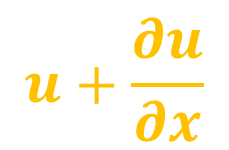 u + ∂u/∂x